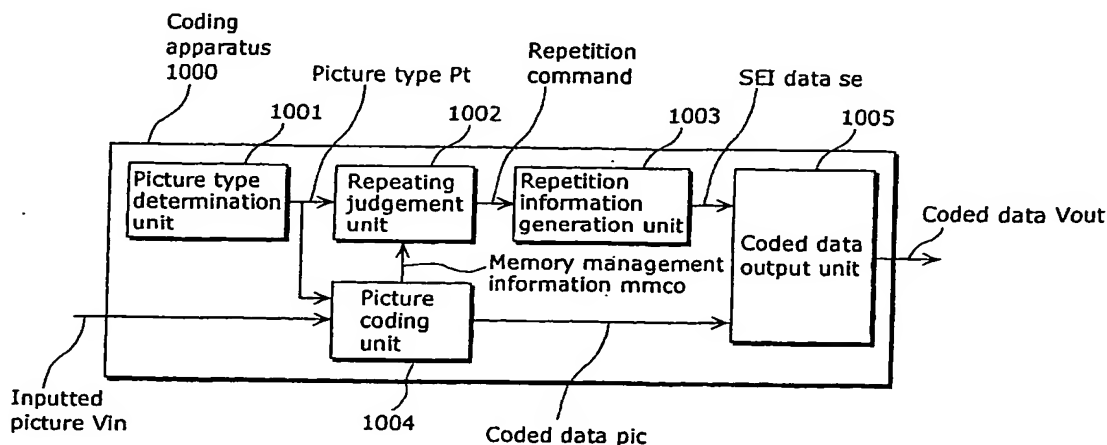 Coding
apparatus
1000
Picture type Pt
Repetition
command
SEI data se
1001
1002
1003
1005
Picture type
determination
unit
Repeating
judgement
unit
Repetition
information
generation unit
Coded data
output unit
Coded data Vout
Memory management
information mmco
Picture
coding
unit
Inputted
picture Vin
1004
Coded data pic